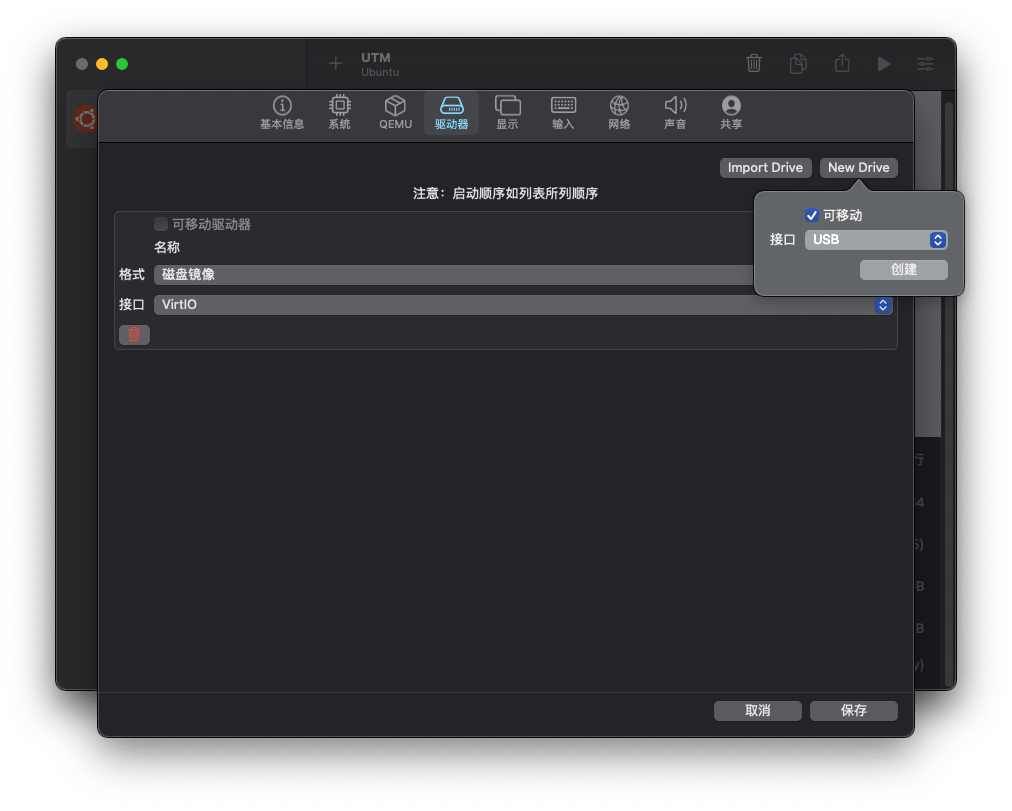 UTM
Ubuntu
基本信息
系统
QEMU
驱动器
显示
输入
网络
声音
共享
Import Drive
New Drive
注意：启动顺序如列表所列顺序
可移动
接口 USB
创建
可移动驱动器
名称
格式 磁盘镜像
接口 VirtIO
行
64
B
B
取消
保存